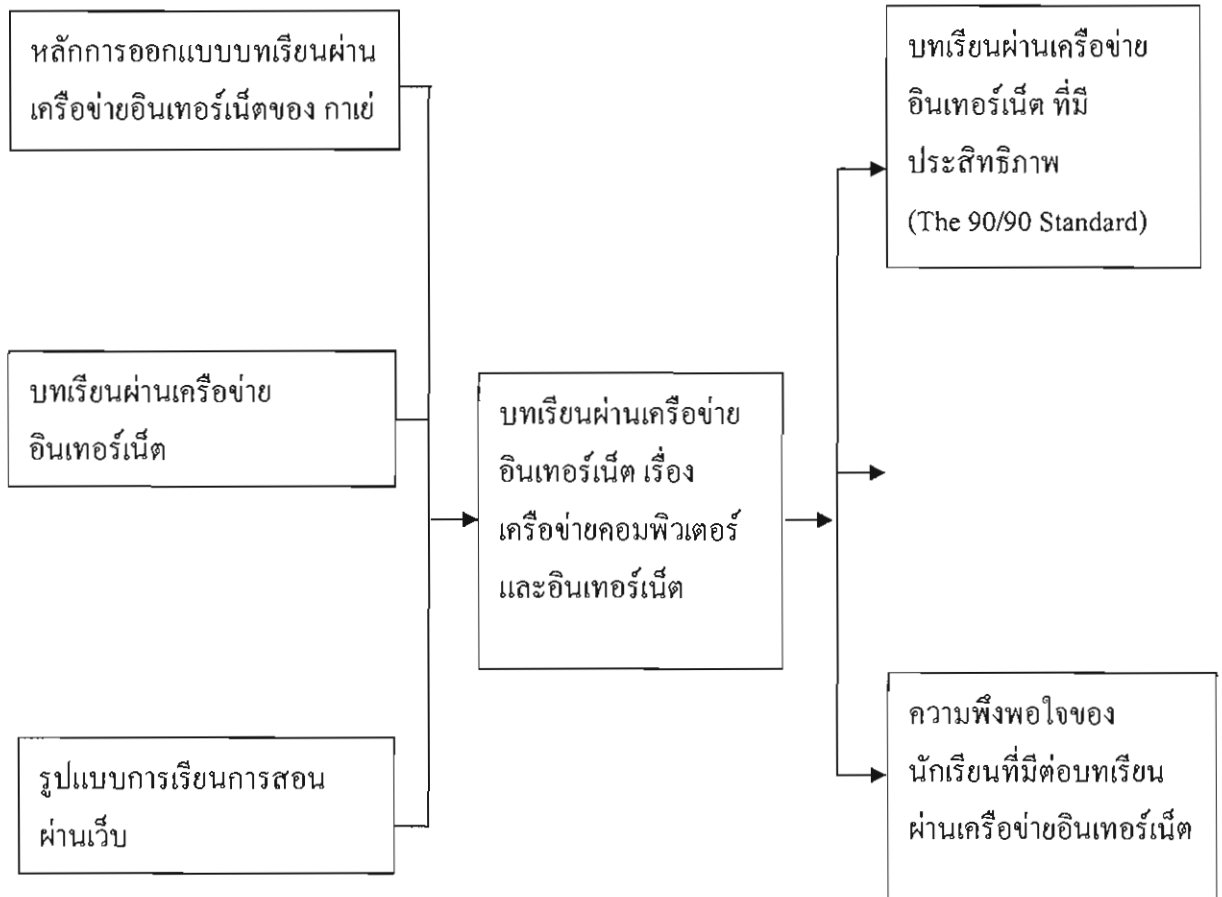 หลักการออกแบบบทเรียนผ่าน
เครือข่ายอินเทอร์เน็ตของ กาเย่
บทเรียนผ่านเครือข่าย
อินเทอร์เน็ต
รูปแบบการเรียนการสอน
ผ่านเว็บ
บทเรียนผ่านเครือข่าย
อินเทอร์เน็ต เรื่อง
เครือข่ายคอมพิวเตอร์
และอินเทอร์เน็ต
บทเรียนผ่านเครือข่าย
อินเทอร์เน็ต ที่มี
ประสิทธิภาพ
(The 90/90 Standard)
ความพึงพอใจของ
นักเรียนที่มีต่อบทเรียน
ผ่านเครือข่ายอินเทอร์เน็ต